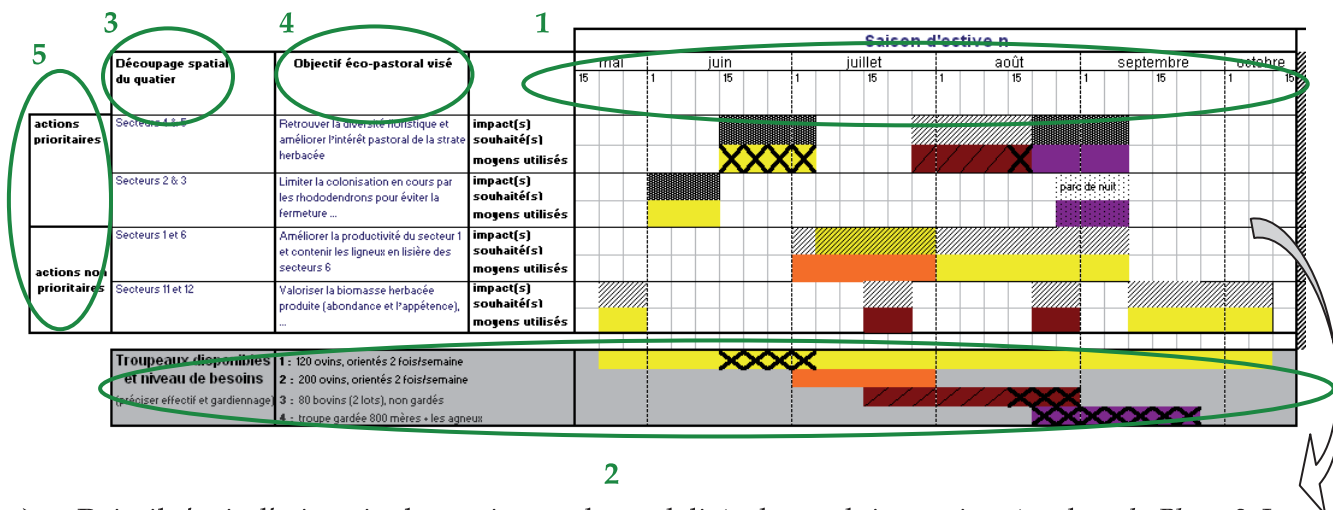 3
4
1
5
Saison d'estive n
Découpage spatial du quatier
Objectif éco-pastoral visé
mai juin juillet août septembre octobre
15 1 15 1 15 1 15 1 15 1 15
actions prioritaires
Secteurs 4 & 5
Retrouver la diversité floristique et
améliorer l'intérêt pastoral de la strate
herbacée
impact(s)
souhaité(s)
moyens utilisés
Secteurs 2 & 3
Limiter la colonisation en cours par
les rhododendrons pour éviter la
fermeture ...
impact(s)
souhaité(s)
moyens utilisés
parc de nuit
actions non prioritaires
Secteurs 1 et 6
Améliorer la productivité du secteur 1
et contenir les ligneux en lisière des
secteurs 6
impact(s)
souhaité(s)
moyens utilisés
Secteurs 11 et 12
Valoriser la biomasse herbacée
produite (abondance et l'appétence),
...
impact(s)
souhaité(s)
moyens utilisés
Troupeaux disponibles
et niveau de besoins
(préciser effectif et gardiennage)
1 : 120 ovins, orientés 2 fois/semaine
2 : 200 ovins, orientés 2 fois/semaine
3 : 80 bovins (2 lots), non gardés
4 : troupe gardée 800 mères + les agneux
2